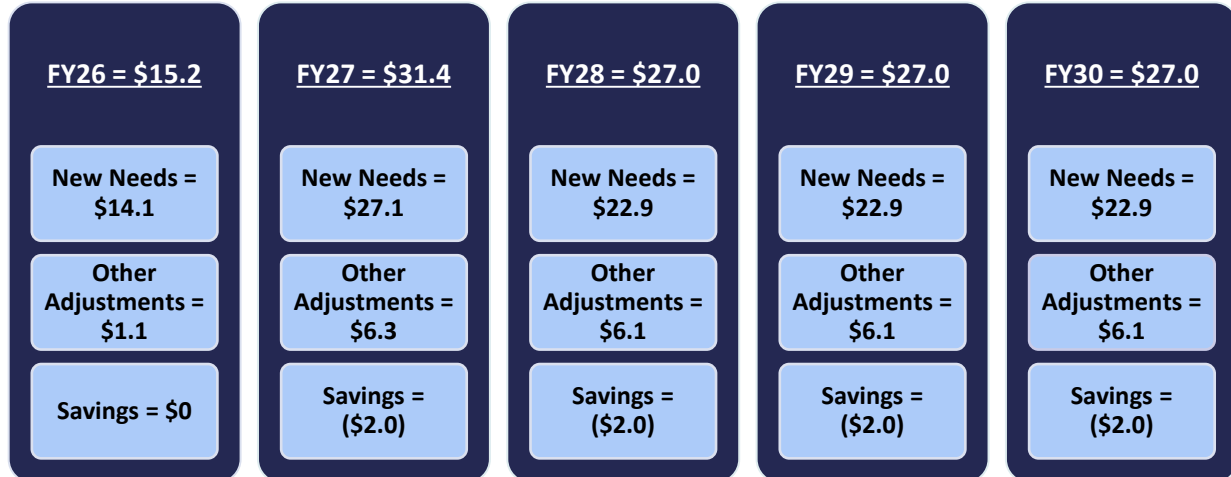 FY26 = $15.2
New Needs =
$14.1
Other
Adjustments =
$1.1
Savings = $0
FY27 = $31.4
New Needs =
$27.1
Other
Adjustments =
$6.3
Savings =
($2.0)
FY28 = $27.0
New Needs =
$22.9
Other
Adjustments =
$6.1
Savings =
($2.0)
FY29 = $27.0
New Needs =
$22.9
Other
Adjustments =
$6.1
Savings =
($2.0)
FY30 = $27.0
New Needs =
$22.9
Other
Adjustments =
$6.1
Savings =
($2.0)